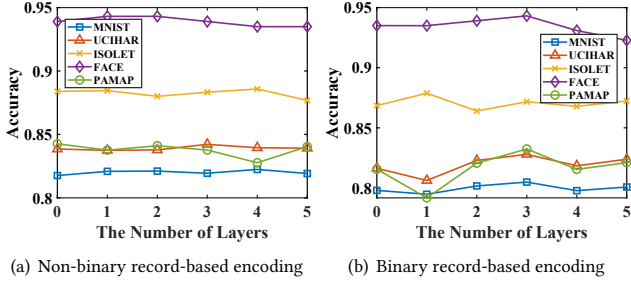 0.95
0.9
0.85
0.8
Accuracy
MNIST
UCIHAR
ISOLET
FACE
PAMAP
0 1 2 3 4 5
The Number of Layers
(a) Non-binary record-based encoding
0.95
0.9
0.85
0.8
Accuracy
MNIST
UCIHAR
ISOLET
FACE
PAMAP
0 1 2 3 4 5
The Number of Layers
(b) Binary record-based encoding